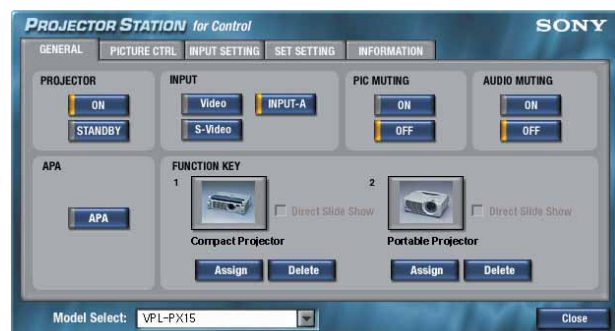 PROJECTOR STATION for Control
SONY
GENERAL PICTURE CTRL INPUT SETTING SET SETTING INFORMATION
PROJECTOR
ON
STANDBY
INPUT
Video
INPUT-A
S-Video
PIC MUTING
ON
OFF
AUDIO MUTING
ON
OFF
APA
APA
FUNCTION KEY
1
Direct Slide Show
Compact Projector
Assign
Delete
2
Direct Slide Show
Portable Projector
Assign
Delete
Model Select: VPL-PX15
Close